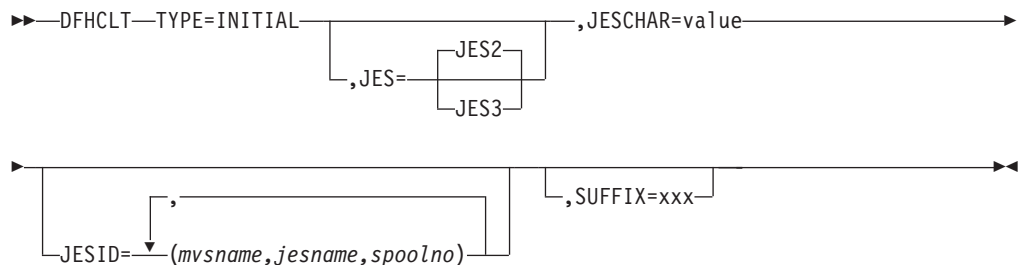 DFHCLT TYPE=INITIAL ,JESCHAR=value
JES2
,JES=
JES3
,
,SUFFIX=xxx
JESID= (mvsname,jesname,spoolno)